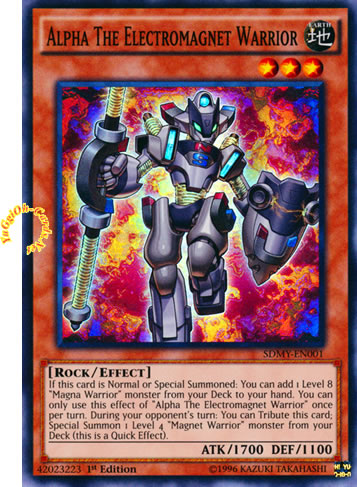 ALPHA THE ELECTROMAGNET WARRIOR
EARTH
地
YuGiOh-Cards.Net
SDMY-EN001
[ROCK/EFFECT]
If this card is Normal or Special Summoned: You can add 1 Level 8
"Magna Warrior" monster from your Deck to your hand. You can
only use this effect of "Alpha The Electromagnet Warrior" once
per turn. During your opponent's turn: You can Tribute this card;
Special Summon 1 Level 4 "Magnet Warrior" monster from your
Deck (this is a Quick Effect).
ATK/1700 DEF/1100
42023223 1st Edition ©1996 KAZUKI TAKAHASHI